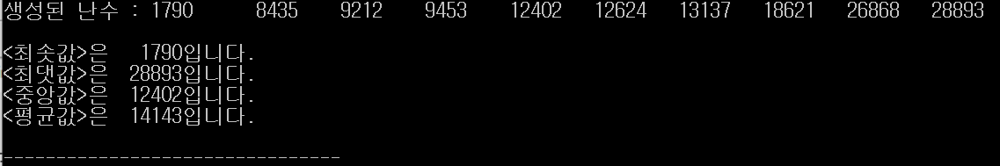 생성된 난수 : 1790 8435 9212 9453 12402 12624 13137 18621 26868 28893
<최솟값>은 1790입니다.
<최댓값>은 28893입니다.
<중앙값>은 12402입니다.
<평균값>은 14143입니다.
--------------------------------